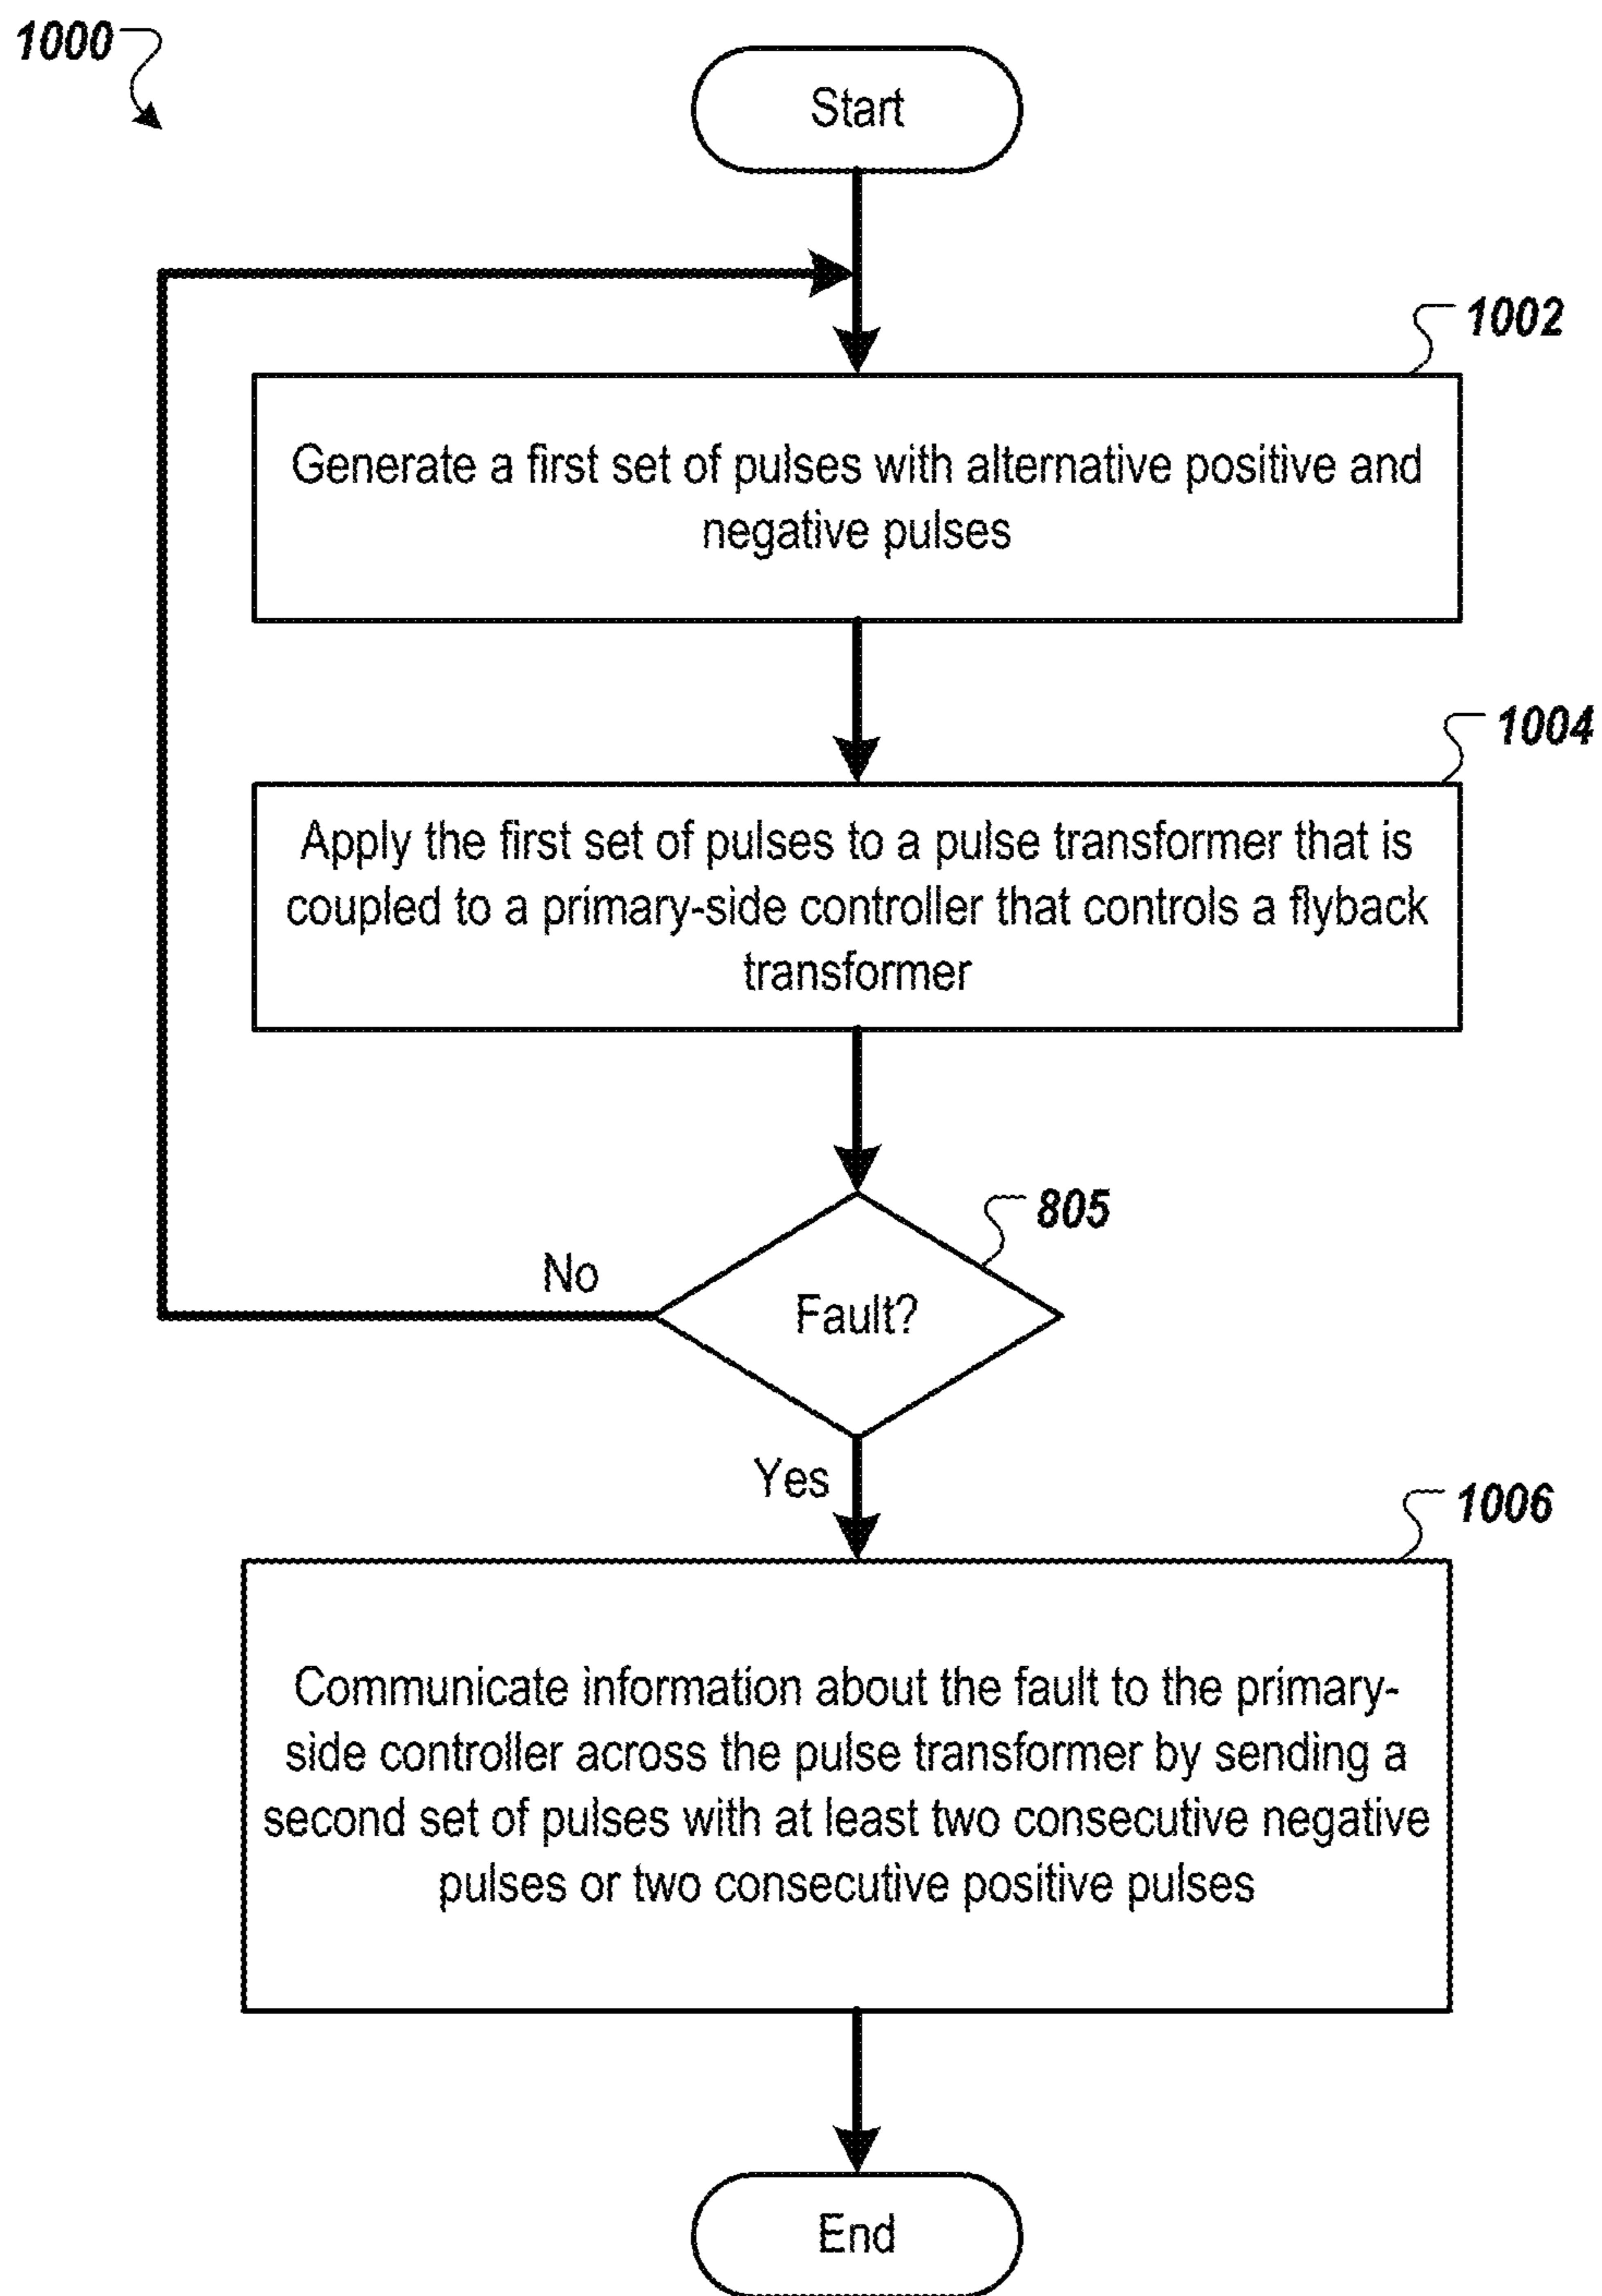 1000
Start
1002
Generate a first set of pulses with alternative positive and
negative pulses
1004
Apply the first set of pulses to a pulse transformer that is
coupled to a primary-side controller that controls a flyback
transformer
805
No
Fault?
Yes
1006
Communicate information about the fault to the primary-
side controller across the pulse transformer by sending a
second set of pulses with at least two consecutive negative
pulses or two consecutive positive pulses
End